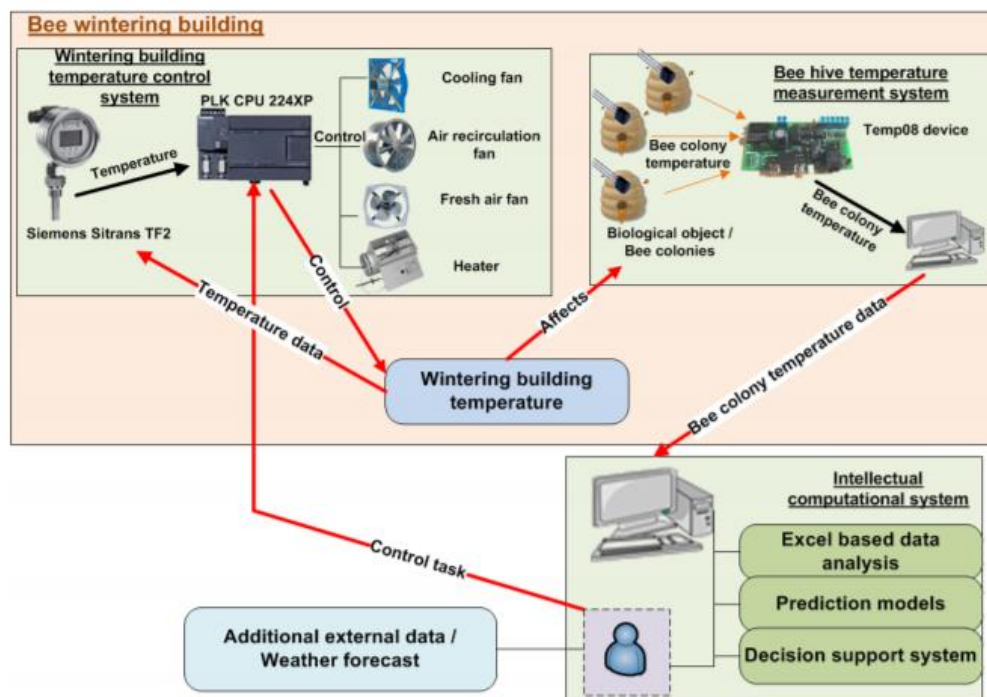 Bee wintering building
Wintering building
temperature control
system
PLK CPU 224XP
Temperature
Control
Siemens Sitrans TF2
Cooling fan
Air recirculation
fan
Fresh air fan
Heater
Bee hive temperature
measurement system
Temp08 device
Bee colony
temperature
Bee colony
temperature
Biological object /
Bee colonies
Temperature data
Control
Affects
Wintering building
temperature
Bee colony temperature data
Intellectual
computational system
Excel based data
analysis
Prediction models
Decision support system
Control task
Additional external data /
Weather forecast